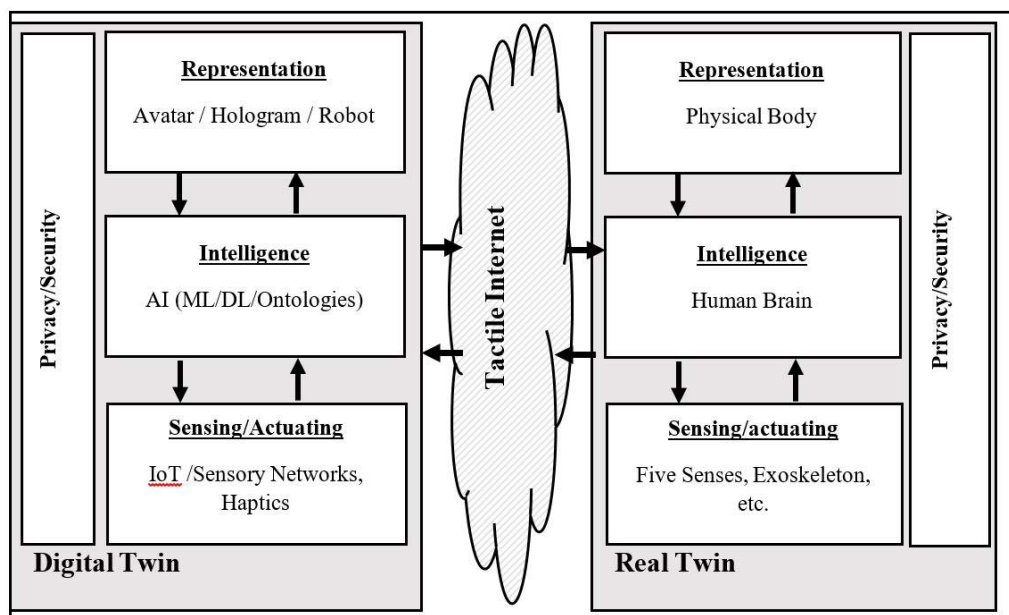 Privacy/Security
Representation
Avatar / Hologram / Robot
Intelligence
AI (ML/DL/Ontologies)
Sensing/Actuating
IoT /Sensory Networks,
Haptics
Digital Twin
Tactile Internet
Representation
Physical Body
Intelligence
Human Brain
Sensing/actuating
Five Senses, Exoskeleton,
etc.
Privacy/Security
Real Twin